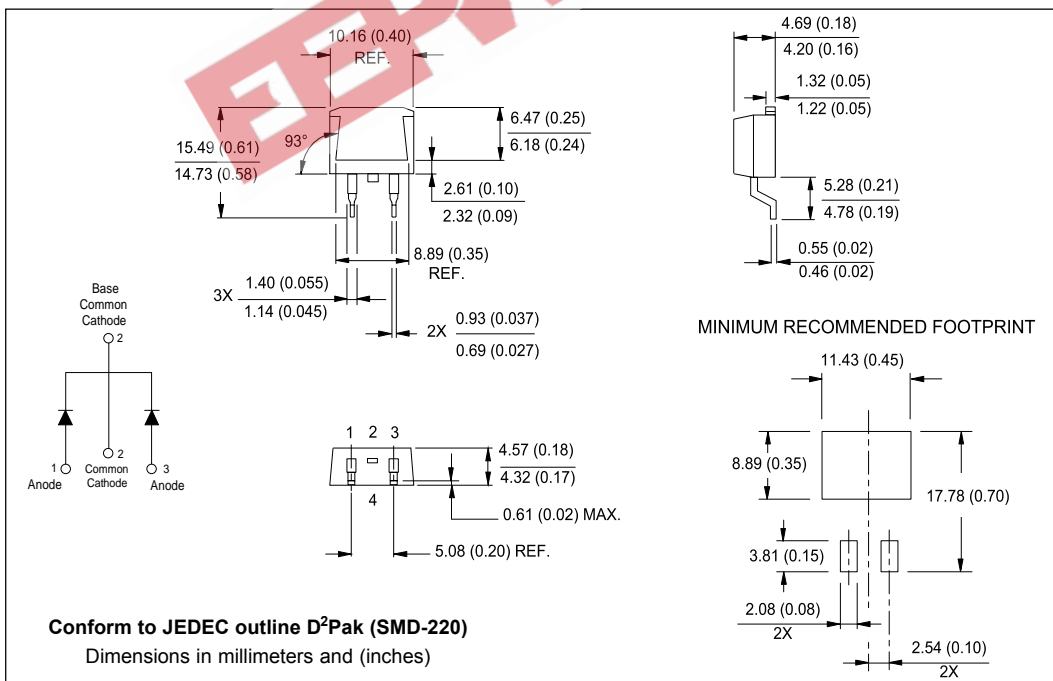 10.16 (0.40)
REF.
15.49 (0.61)
14.73 (0.58)
93°
6.47 (0.25)
6.18 (0.24)
2.61 (0.10)
2.32 (0.09)
8.89 (0.35)
REF.
3X
1.40 (0.055)
1.14 (0.045)
2X
0.93 (0.037)
0.69 (0.027)
4.69 (0.18)
4.20 (0.16)
1.32 (0.05)
1.22 (0.05)
5.28 (0.21)
4.78 (0.19)
0.55 (0.02)
0.46 (0.02)
Base
Common
Cathode
2
1
Anode
2
Common
Cathode
3
Anode
1 2 3
4
4.57 (0.18)
4.32 (0.17)
0.61 (0.02) MAX.
5.08 (0.20) REF.
MINIMUM RECOMMENDED FOOTPRINT
11.43 (0.45)
8.89 (0.35)
17.78 (0.70)
3.81 (0.15)
2.08 (0.08)
2X
2.54 (0.10)
2X
Conform to JEDEC outline D²Pak (SMD-220)
Dimensions in millimeters and (inches)